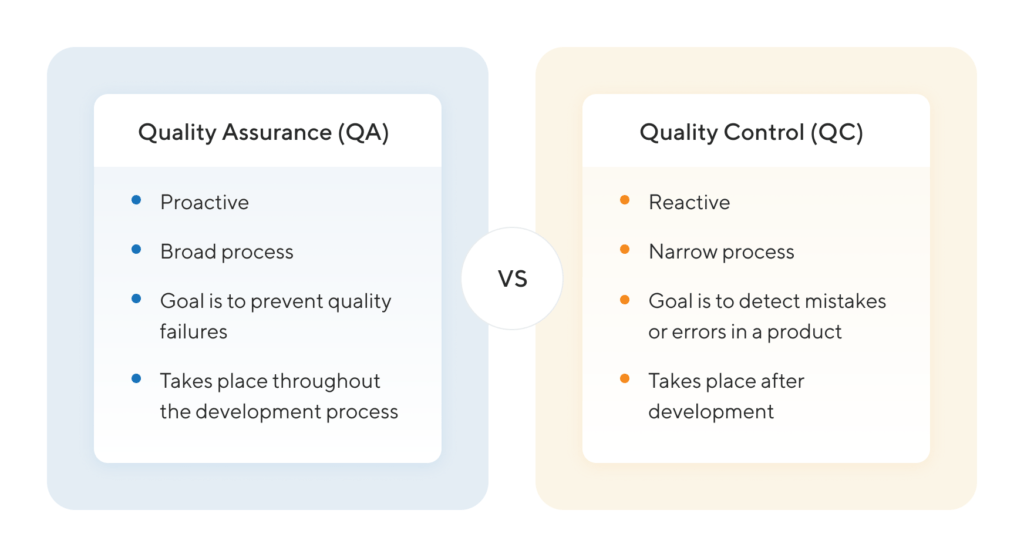 Quality Assurance (QA)
Proactive
Broad process
Goal is to prevent quality
failures
Takes place throughout
the development process
VS
Quality Control (QC)
Reactive
Narrow process
Goal is to detect mistakes
or errors in a product
Takes place after
development